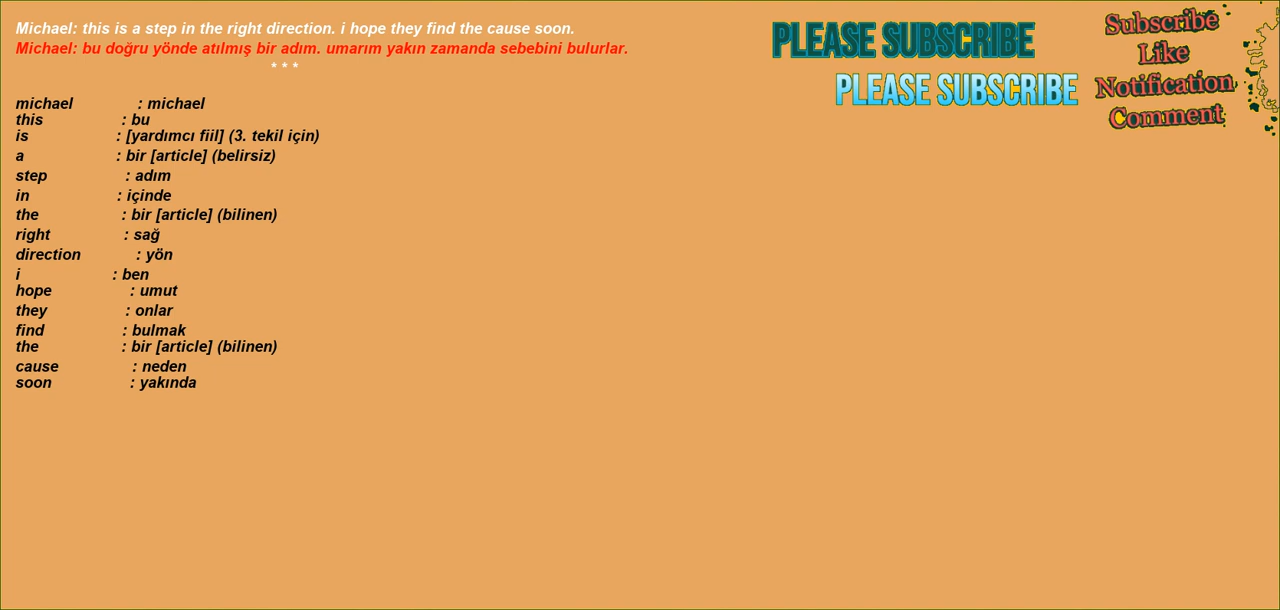 Michael: this is a step in the right direction. i hope they find the cause soon.
Michael: bu doğru yönde atılmış bir adım. umarım yakın zamanda sebebini bulurlar.
* * *
michael : michael
this : bu
is : [yardımcı fiil] (3. tekil için)
a : bir [article] (belirsiz)
step : adım
in : içinde
the : bir [article] (bilinen)
right : sağ
direction : yön
i : ben
hope : umut
they : onlar
find : bulmak
the : bir [article] (bilinen)
cause : neden
soon : yakında
PLEASE SUBSCRIBE
PLEASE SUBSCRIBE
Subscribe
Like
Notification
Comment